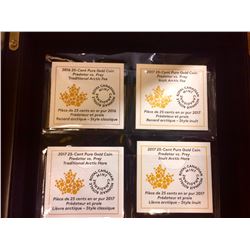 2016 25-Cent Pure Gold Coin
Predator vs. Prey
Traditional Arctic Fox
Pièce de 25 cents en or pur 2016
Prédateur et proie
Renard arctique – Style classique
2017 25-Cent Pure Gold Coin
Predator vs. Prey
Inuit Arctic Fox
Pièce de 25 cents en or pur 2017
Prédateur et proie
Renard arctique – Style inuit
2017 25-Cent Pure Gold Coin
Predator vs. Prey
Traditional Arctic Hare
Pièce de 25 cents en or pur 2017
Prédateur et proie
Lièvre arctique – Style classique
2017 25-Cent Pure Gold Coin
Predator vs. Prey
Inuit Arctic Hare
Pièce de 25 cents en or pur 2017
Prédateur et proie
Lièvre arctique – Style inuit